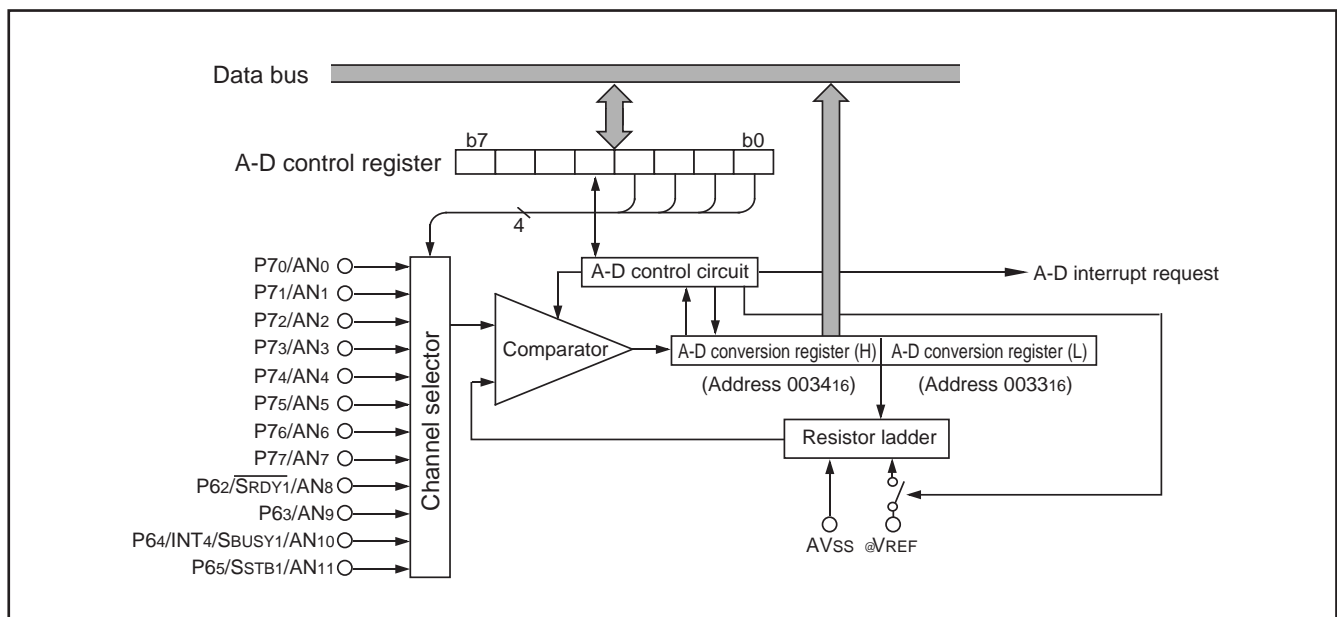 Data bus
b7
b0
A-D control register
4
P70/AN0
P71/AN1
P72/AN2
P73/AN3
P74/AN4
P75/AN5
P76/AN6
P77/AN7
P62/SRDY1/AN8
P63/AN9
P64/INT4/SBUSY1/AN10
P65/SSTB1/AN11
Channel selector
A-D control circuit
A-D interrupt request
Comparator
A-D conversion register (H)
A-D conversion register (L)
(Address 003416)
(Address 003316)
Resistor ladder
AVSS
@VREF